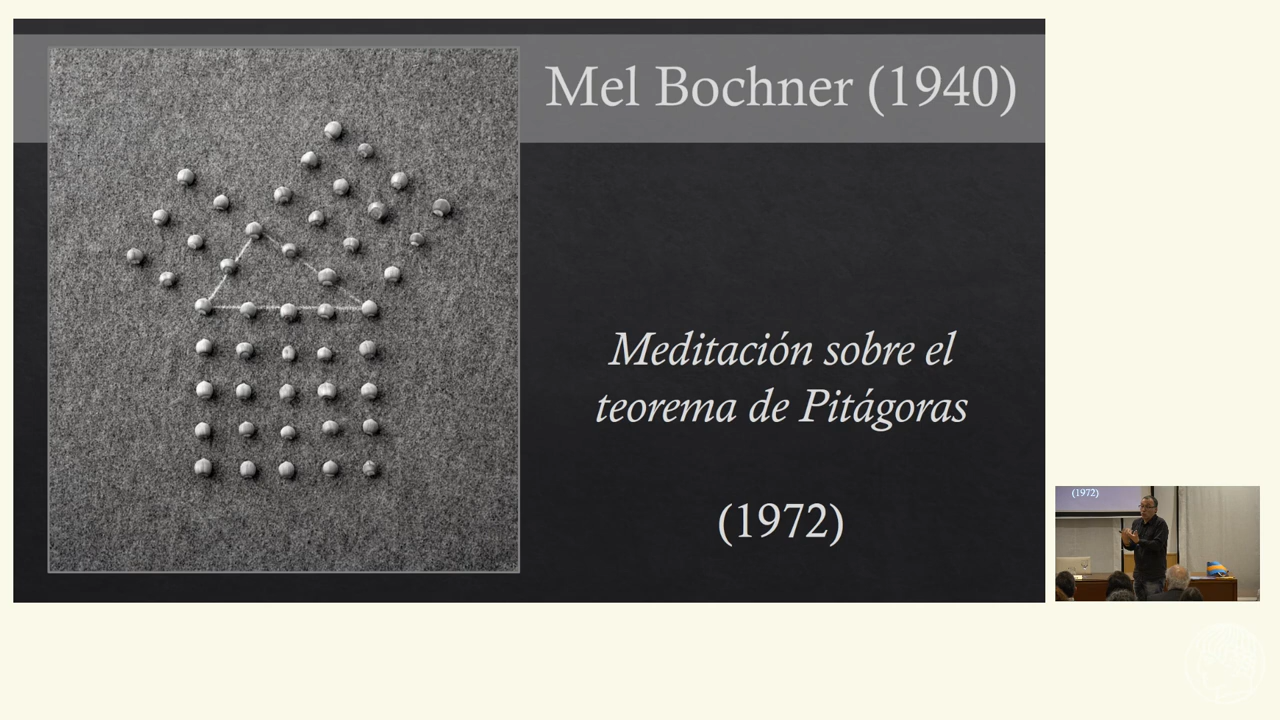 Mel Bochner (1940)
Meditación sobre el
teorema de Pitágoras
(1972)
(1972)